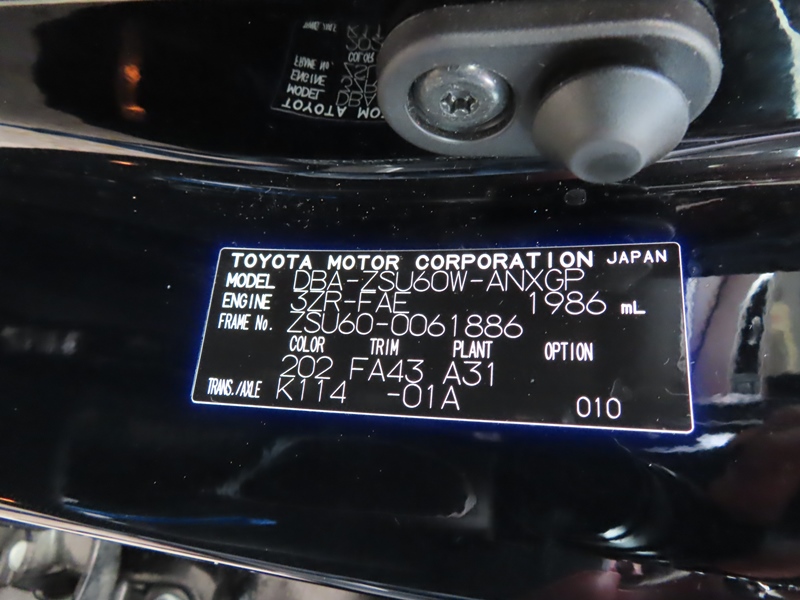 TOYOTA MOTOR CORPORATION JAPAN
MODEL DBA-ZSU60W-ANXGP
ENGINE 3ZR-FAE 1986 mL
FRAME No. ZSU60-0061886
COLOR TRIM PLANT OPTION
202 FA43 A31
TRANS./AXLE K114 -01A 010